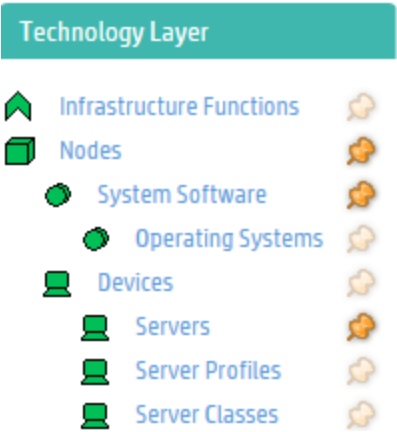 Technology Layer
Infrastructure Functions
Nodes
System Software
Operating Systems
Devices
Servers
Server Profiles
Server Classes